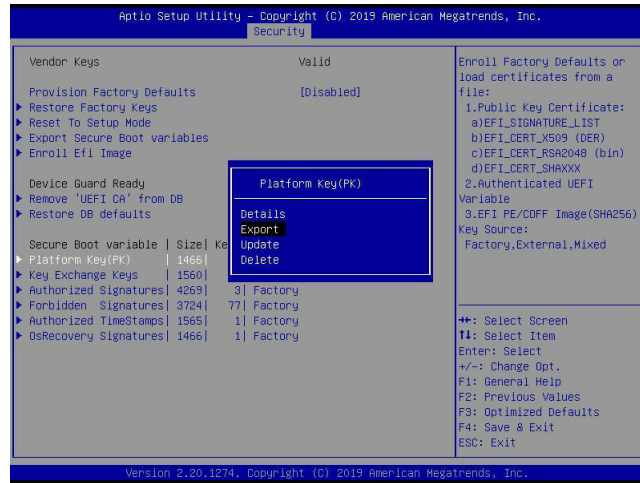 Aptio Setup Utility – Copyright (C) 2019 American Megatrends, Inc.
Security
Vendor Keys Valid
Provision Factory Defaults [Disabled]
Restore Factory Keys
Reset To Setup Mode
Export Secure Boot variables
Enroll Efi Image
Device Guard Ready
Remove 'UEFI CA' from DB
Restore DB defaults
Secure Boot variable | Size| Ke
Platform Key(PK) | 1466|
Key Exchange Keys | 1560|
Authorized Signatures| 4269| 3| Factory
Forbidden Signatures| 3724| 77| Factory
Authorized TimeStamps| 1565| 1| Factory
OsRecovery Signatures| 1466| 1| Factory
Platform Key(PK)
Details
Export
Update
Delete
Enroll Factory Defaults or
load certificates from a
file:
1.Public Key Certificate:
a)EFI_SIGNATURE_LIST
b)EFI_CERT_X509 (DER)
c)EFI_CERT_RSA2048 (bin)
d)EFI_CERT_SHAXXX
2.Authenticated UEFI
Variable
3.EFI PE/COFF Image(SHA256)
Key Source:
Factory,External,Mixed
→←: Select Screen
↑↓: Select Item
Enter: Select
+/-: Change Opt.
F1: General Help
F2: Previous Values
F3: Optimized Defaults
F4: Save & Exit
ESC: Exit
Version 2.20.1274. Copyright (C) 2019 American Megatrends, Inc.